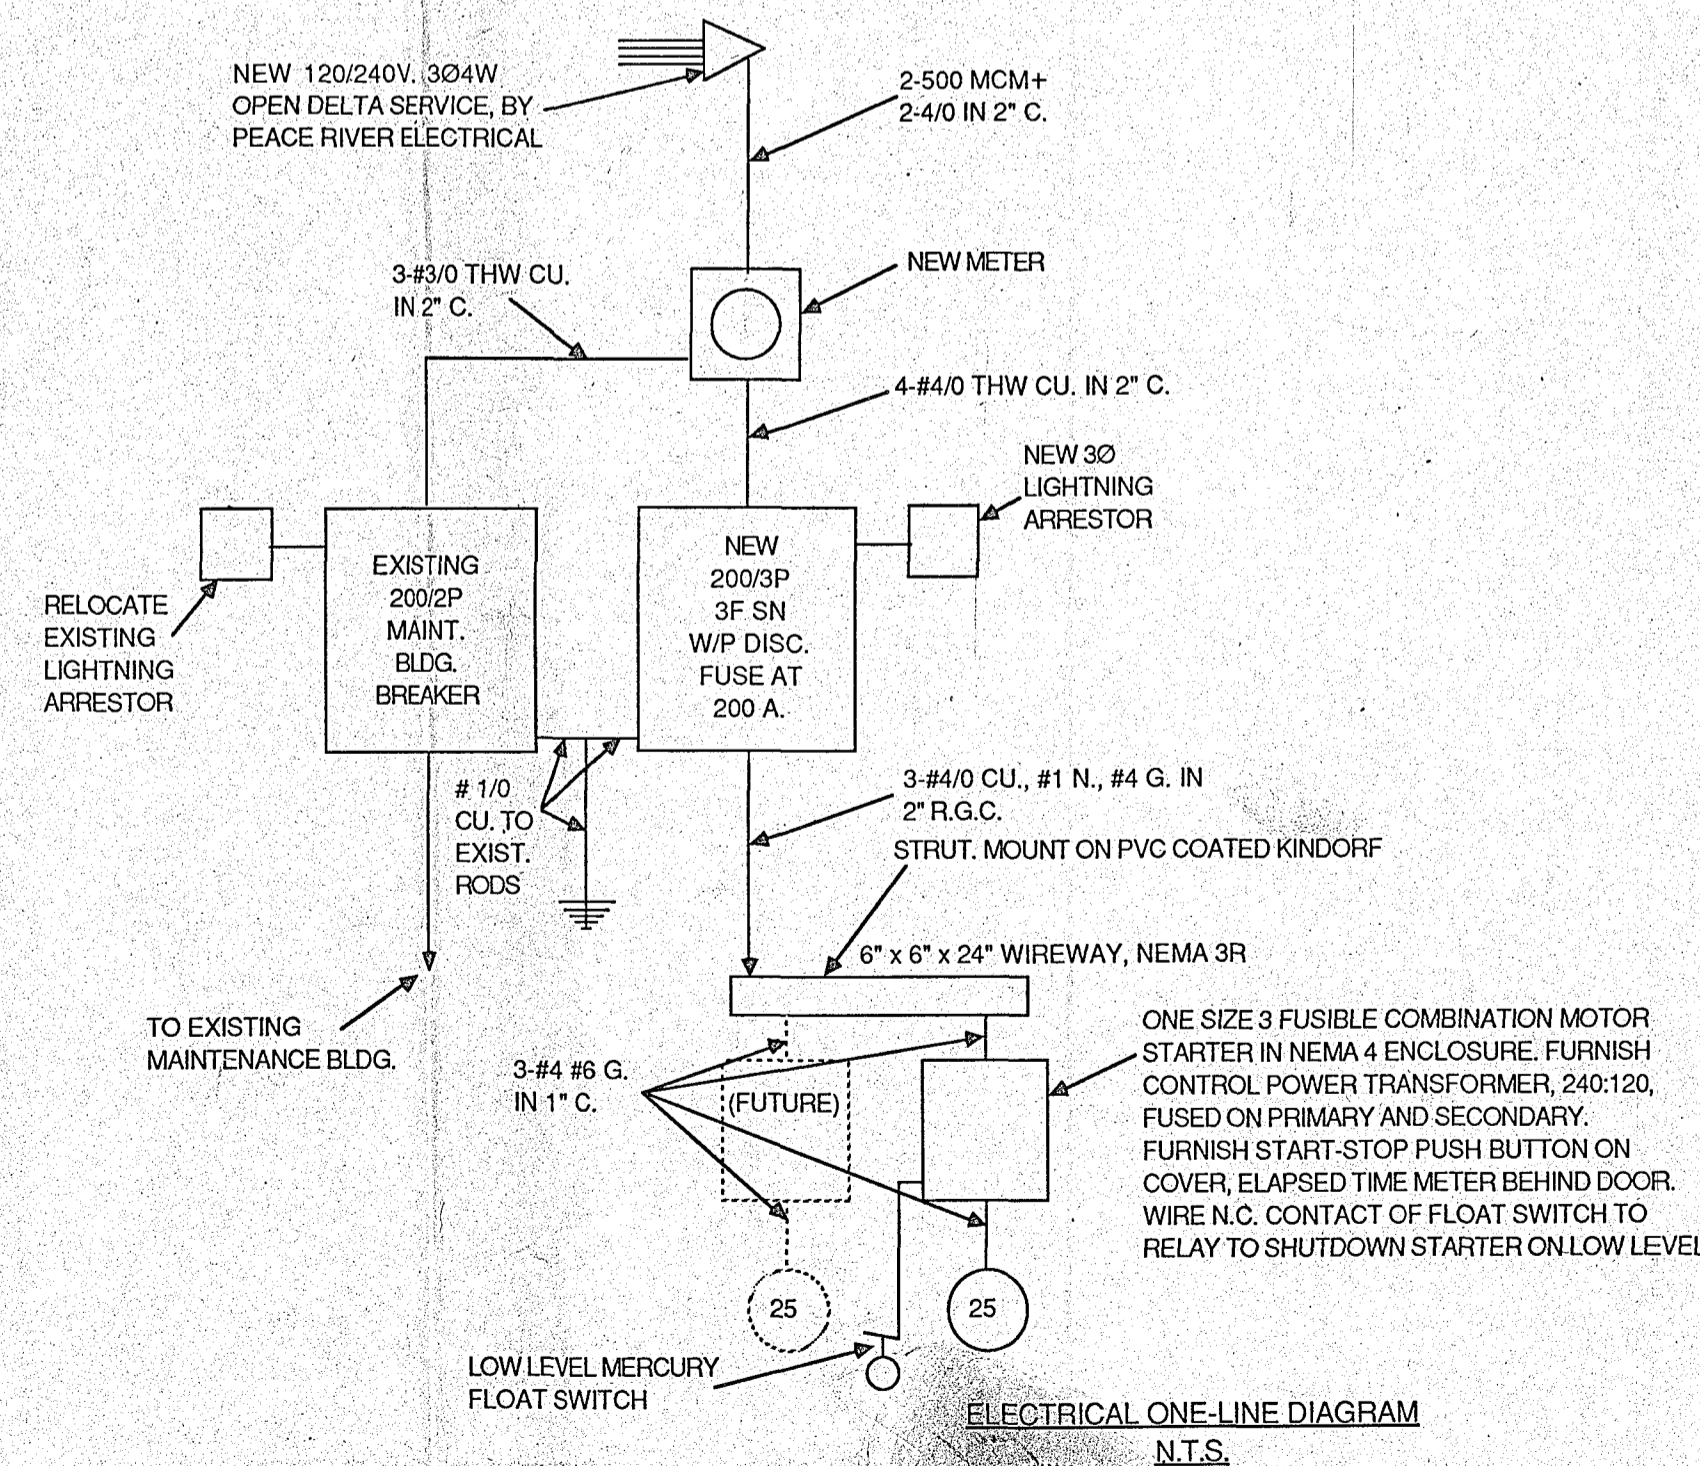 NEW 120/240V. 3Ø4W
OPEN DELTA SERVICE, BY
PEACE RIVER ELECTRICAL
2-500 MCM+
2-4/0 IN 2" C.
3-#3/0 THW CU.
IN 2" C.
NEW METER
4-#4/0 THW CU. IN 2" C.
NEW 3Ø
LIGHTNING
ARRESTOR
RELOCATE
EXISTING
LIGHTNING
ARRESTOR
EXISTING
200/2P
MAINT.
BLDG.
BREAKER
NEW
200/3P
3F SN
W/P DISC.
FUSE AT
200 A.
# 1/0
CU. TO
EXIST.
RODS
3-#4/0 CU., #1 N., #4 G. IN
2" R.G.C.
STRUT. MOUNT ON PVC COATED KINDORF
6" x 6" x 24" WIREWAY, NEMA 3R
TO EXISTING
MAINTENANCE BLDG.
3-#4 #6 G.
IN 1" C.
(FUTURE)
ONE SIZE 3 FUSIBLE COMBINATION MOTOR
STARTER IN NEMA 4 ENCLOSURE. FURNISH
CONTROL POWER TRANSFORMER, 240:120,
FUSED ON PRIMARY AND SECONDARY.
FURNISH START-STOP PUSH BUTTON ON
COVER, ELAPSED TIME METER BEHIND DOOR.
WIRE N.C. CONTACT OF FLOAT SWITCH TO
RELAY TO SHUTDOWN STARTER ON LOW LEVEL
25
25
LOW LEVEL MERCURY
FLOAT SWITCH
ELECTRICAL ONE-LINE DIAGRAM
N.T.S.